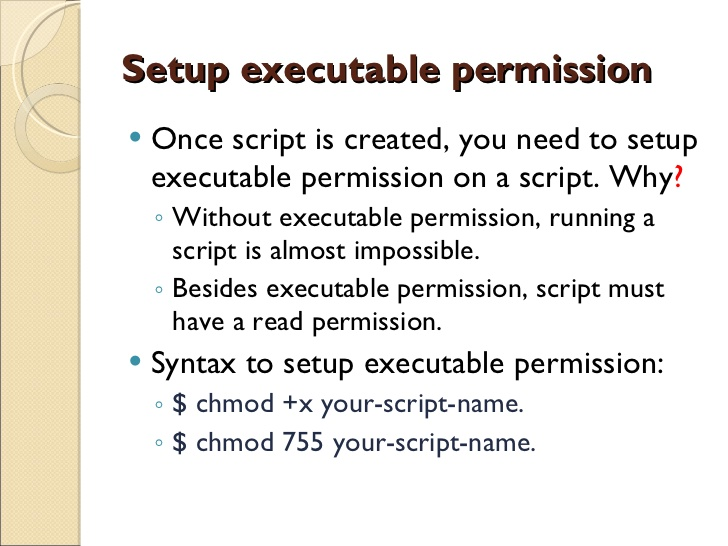 Setup executable permission
• Once script is created, you need to setup
executable permission on a script. Why?
◦ Without executable permission, running a
script is almost impossible.
◦ Besides executable permission, script must
have a read permission.
• Syntax to setup executable permission:
◦ $ chmod +x your-script-name.
◦ $ chmod 755 your-script-name.